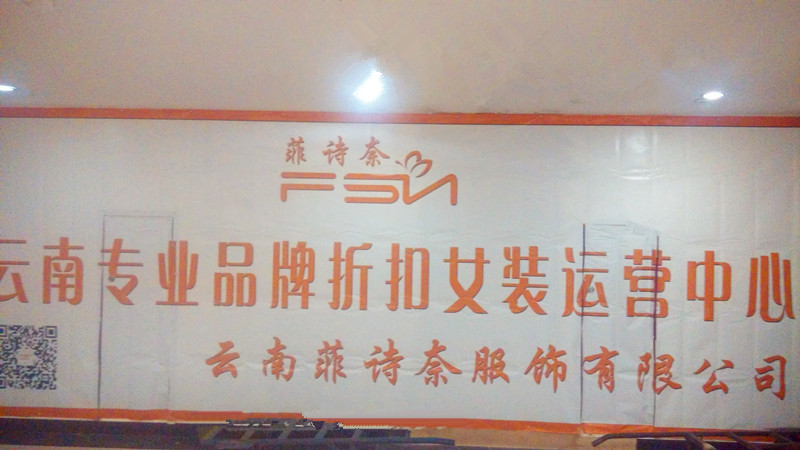 菲诗奈
FSN
云南专业品牌折扣女装运营中心
云南菲诗奈服饰有限公司